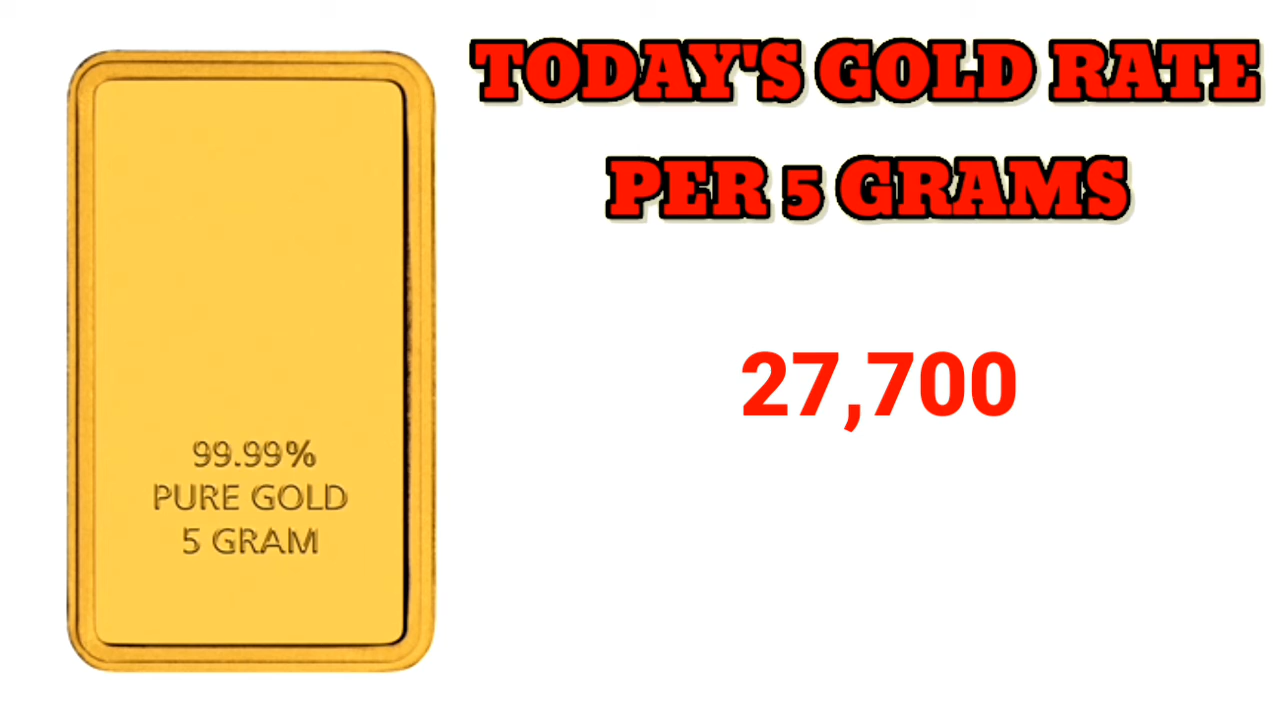 TODAY'S GOLD RATE
PER 5 GRAMS
27,700
99.99%
PURE GOLD
5 GRAM